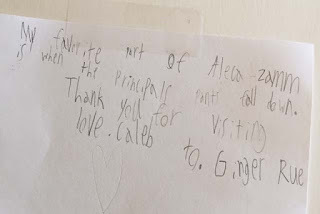 My favorite part of Aleca zamm
is when the principals pants fall down.
Thank you for visiting
love. Caleb
to. Ginger Rue